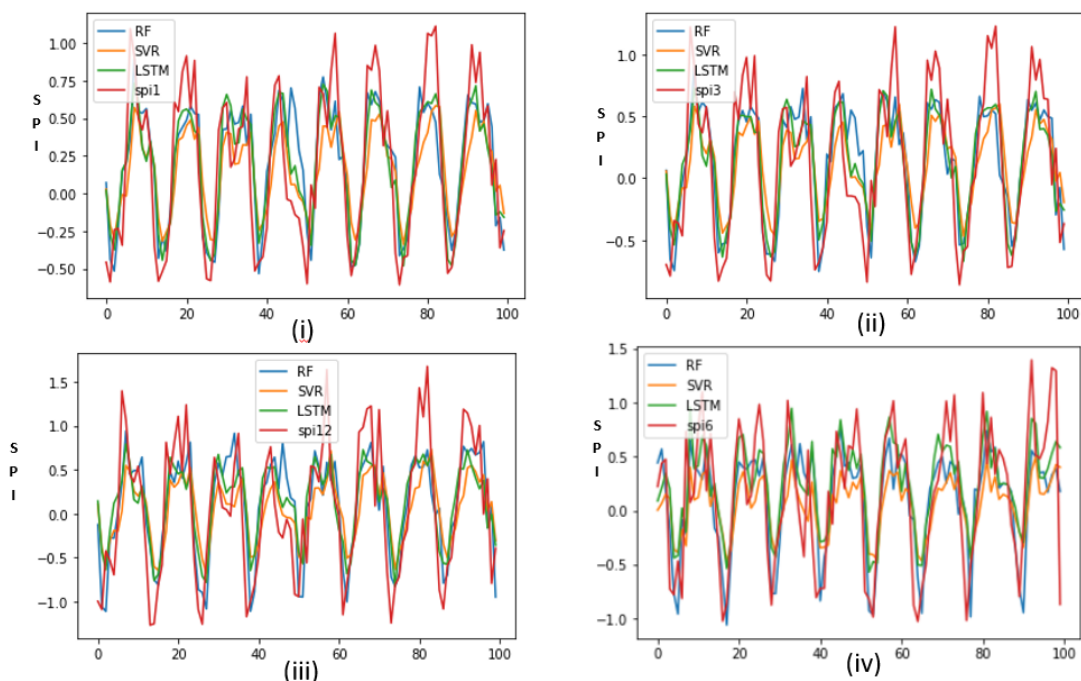 1.00
0.75
0.50
0.25
0.00
−0.25
−0.50
S
P
I
RF
SVR
LSTM
spi1
0 20 40 60 80 100
(i)
1.0
0.5
0.0
−0.5
S
P
I
RF
SVR
LSTM
spi3
0 20 40 60 80 100
(ii)
1.5
1.0
0.5
0.0
−0.5
−1.0
S
P
I
RF
SVR
LSTM
spi12
0 20 40 60 80 100
(iii)
1.5
1.0
0.5
0.0
−0.5
−1.0
S
P
I
RF
SVR
LSTM
spi6
0 20 40 60 80 100
(iv)